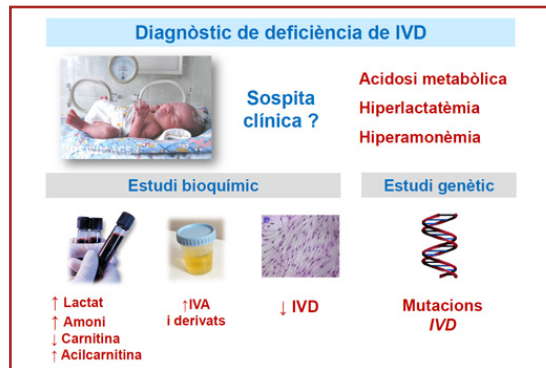 Diagnòstic de deficiència de IVD
Sospita
clínica ?
Acidosi metabòlica
Hiperlactatèmia
Hiperamonèmia
Estudi bioquímic
Estudi genètic
↑ Lactat
↑ Amoni
↓ Carnitina
↑ Acilcarnitina
↑IVA
i derivats
↓ IVD
Mutacions
IVD